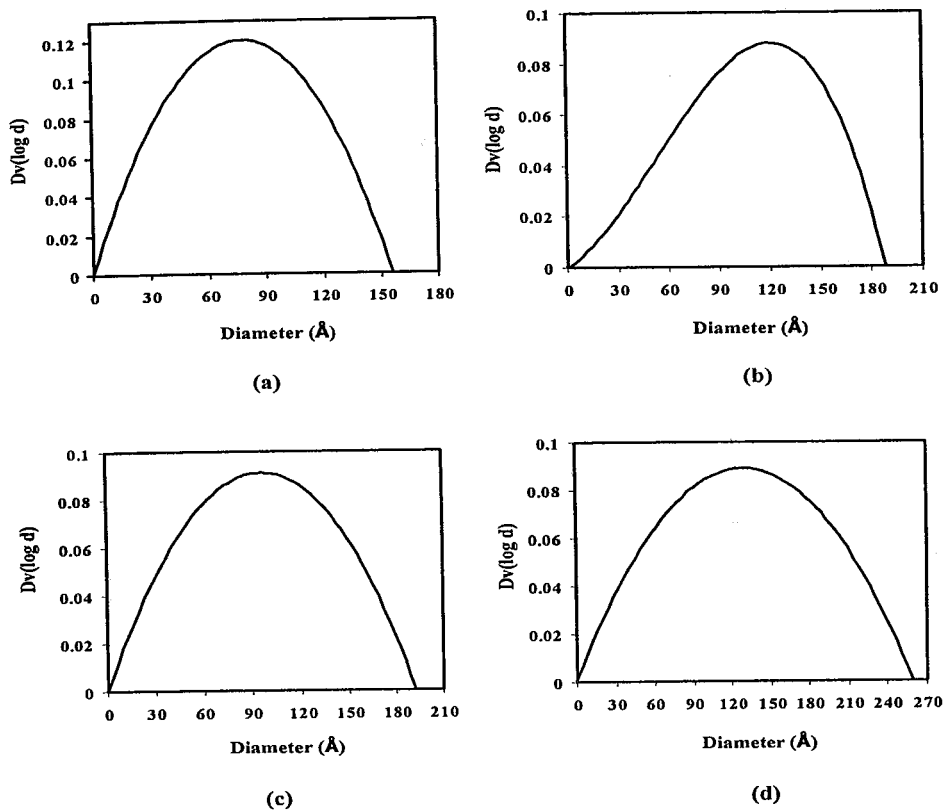 0.12
0.1
0.08
0.06
0.04
0.02
0
Dv(log d)
0 30 60 90 120 150 180
Diameter (Å)
(a)
0.1
0.08
0.06
0.04
0.02
0
Dv(log d)
0 30 60 90 120 150 180 210
Diameter (Å)
(b)
0.1
0.08
0.06
0.04
0.02
0
Dv(log d)
0 30 60 90 120 150 180 210
Diameter (Å)
(c)
0.1
0.08
0.06
0.04
0.02
0
Dv(log d)
0 30 60 90 120 150 180 210 240 270
Diameter (Å)
(d)